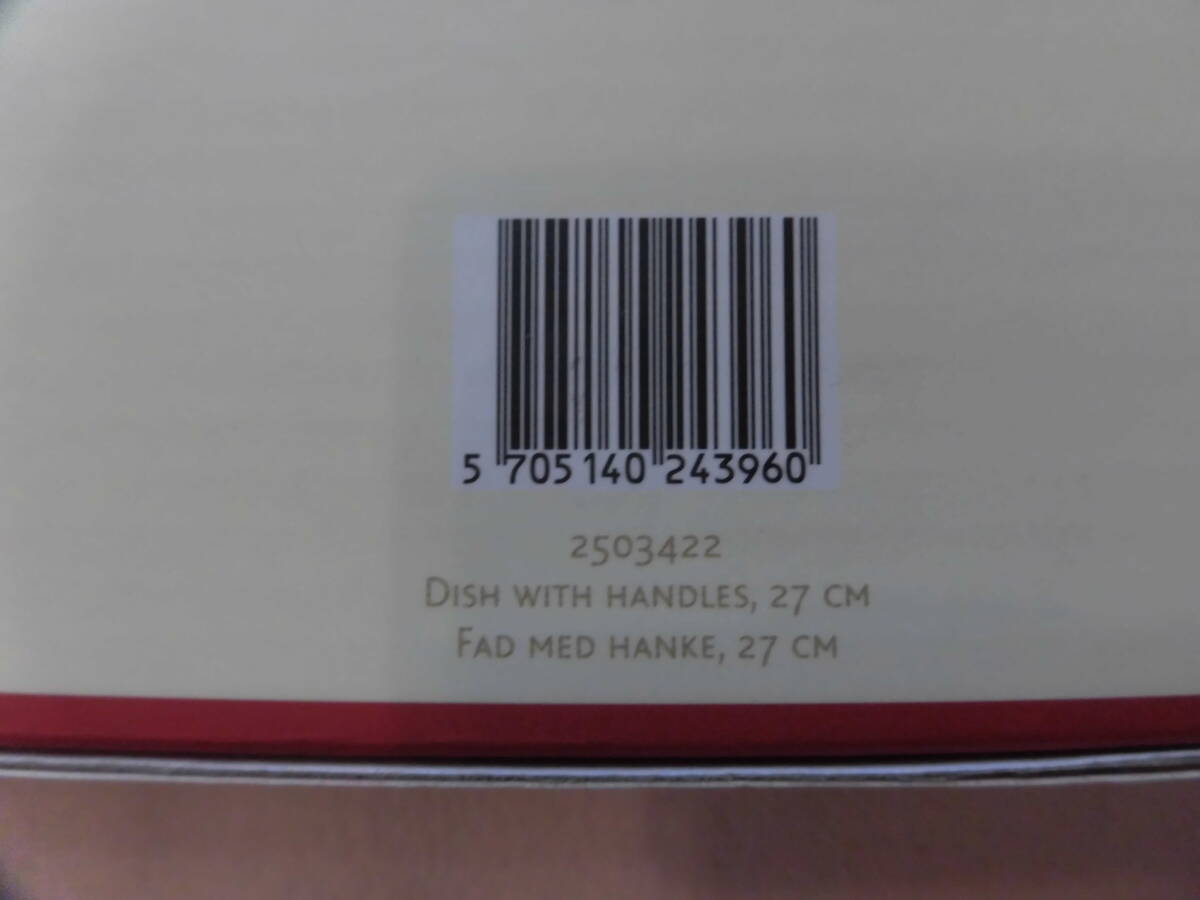 5 705140 243960
2503422
Dish with handles, 27 cm
Fad med hanke, 27 cm